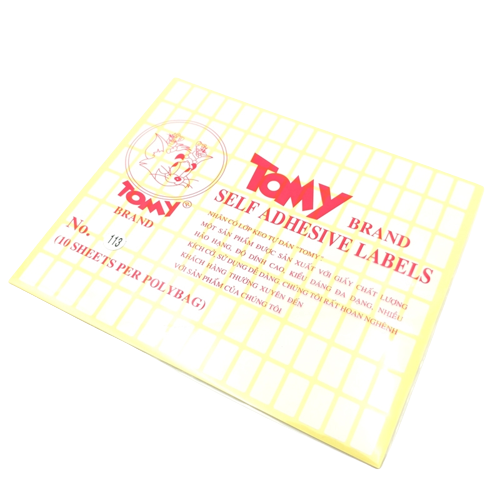 TOMY BRAND
SELF ADHESIVE LABELS
NHÃN CÓ LỚP KEO TỰ DÁN "TOMY"
MỘT SẢN PHẨM ĐƯỢC SẢN XUẤT VỚI GIẤY CHẤT LƯỢNG
HẢO HẠNG, ĐỘ DÍNH CAO, KIỂU DÁNG ĐA DẠNG, NHIỀU
KÍCH CỠ, SỬ DỤNG DỄ DÀNG. CHÚNG TÔI RẤT HOAN NGHÊNH
KHÁCH HÀNG THƯỜNG XUYÊN ĐẾN
VỚI SẢN PHẨM CỦA CHÚNG TÔI
TOMY®
BRAND
No. 113
(10 SHEETS PER POLYBAG)